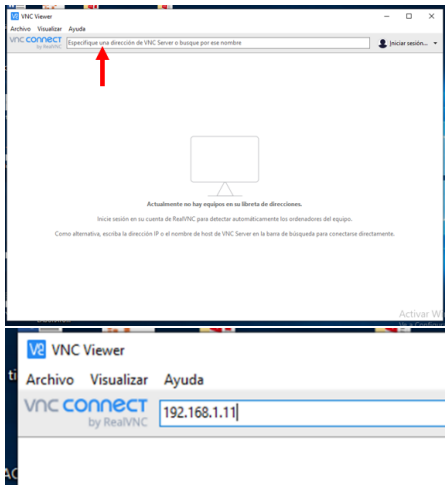 VNC Viewer
Archivo Visualizar Ayuda
vnc connect
by RealVNC
Especifique una dirección de VNC Server o busque por ese nombre
Iniciar sesión...
Actualmente no hay equipos en su libreta de direcciones.
Inicie sesión en su cuenta de RealVNC para detectar automáticamente los ordenadores del equipo.
Como alternativa, escriba la dirección IP o el nombre de host de VNC Server en la barra de búsqueda para conectarse directamente.
Activar Wi
VNC Viewer
Archivo Visualizar Ayuda
vnc connect
by RealVNC
192.168.1.11